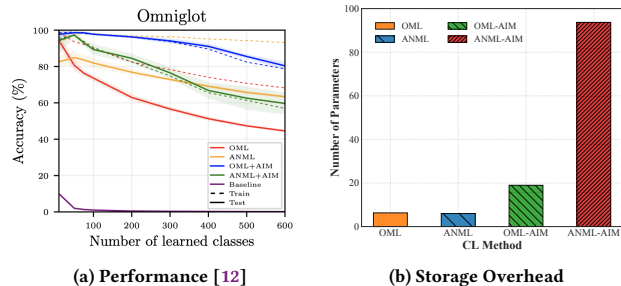 Omniglot
Accuracy (%)
100
80
60
40
20
0
OML
ANML
OML+AIM
ANML+AIM
Baseline
Train
Test
0
100
200
300
400
500
600
Number of learned classes
(a) Performance [12]
Number of Parameters
80
60
40
20
0
OML
ANML
OML-AIM
ANML-AIM
OML
ANML
OML-AIM
ANML-AIM
CL Method
(b) Storage Overhead